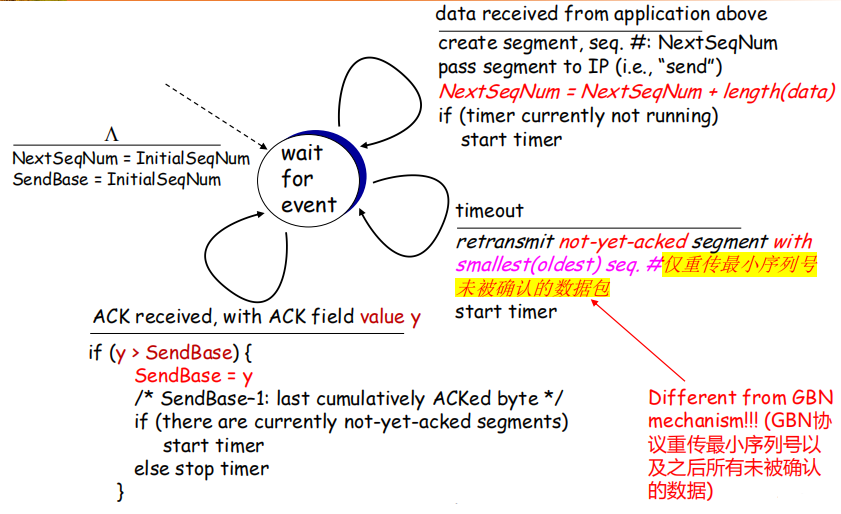 data received from application above
create segment, seq. #: NextSeqNum
pass segment to IP (i.e., “send”)
NextSeqNum = NextSeqNum + length(data)
if (timer currently not running)
start timer
Λ
NextSeqNum = InitialSeqNum
SendBase = InitialSeqNum
wait
for
event
timeout
retransmit not-yet-acked segment with
smallest(oldest) seq. #仅重传最小序列号
未被确认的数据包
start timer
ACK received, with ACK field value y
if (y > SendBase) {
SendBase = y
/* SendBase–1: last cumulatively ACKed byte */
if (there are currently not-yet-acked segments)
start timer
else stop timer
}
Different from GBN
mechanism!!! (GBN协
议重传最小序列号以
及之后所有未被确认
的数据)